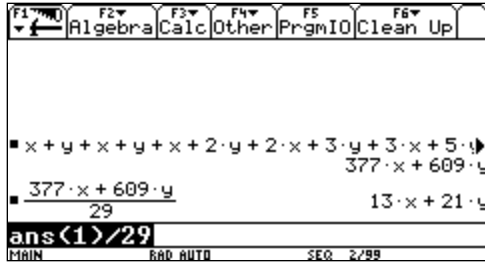 F1 F2▼ F3▼ F4▼ F5 F6▼
Algebra Calc Other PrgmIO Clean Up
x + y + x + y + x + 2·y + 2·x + 3·y + 3·x + 5·y
377·x + 609·y
377·x + 609·y
29
13·x + 21·y
ans(1)/29
MAIN RAD AUTO SEQ 2/99